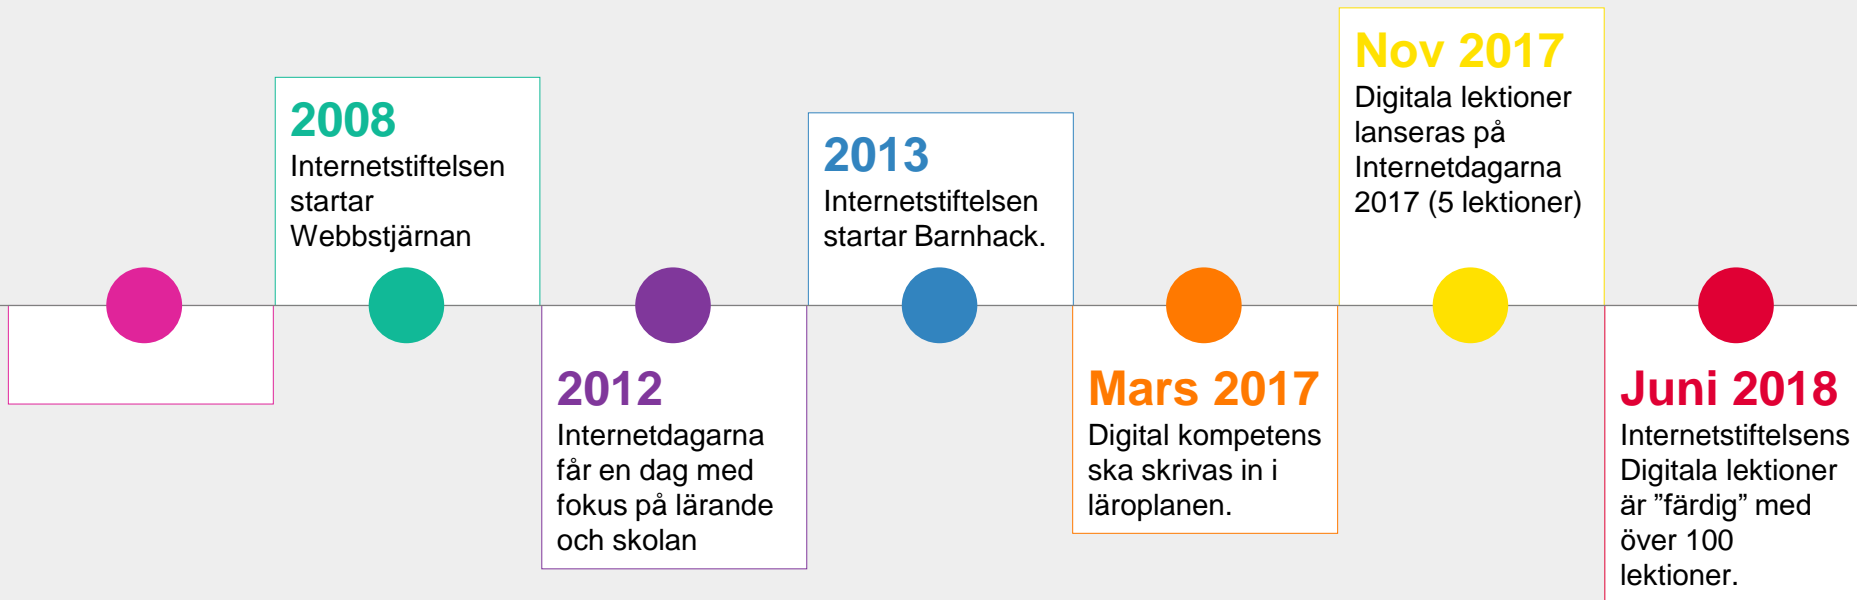 2008
Internetstiftelsen
startar
Webbstjärnan
2012
Internetdagarna
får en dag med
fokus på lärande
och skolan
2013
Internetstiftelsen
startar Barnhack.
Mars 2017
Digital kompetens
ska skrivas in i
läroplanen.
Nov 2017
Digitala lektioner
lanseras på
Internetdagarna
2017 (5 lektioner)
Juni 2018
Internetstiftelsens
Digitala lektioner
är ”färdig” med
över 100
lektioner.